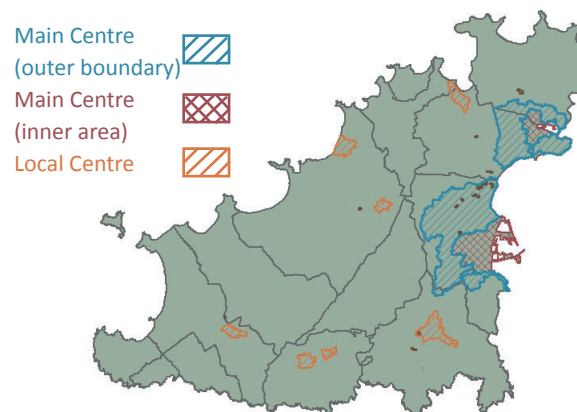 Main Centre
(outer boundary)
Main Centre
(inner area)
Local Centre